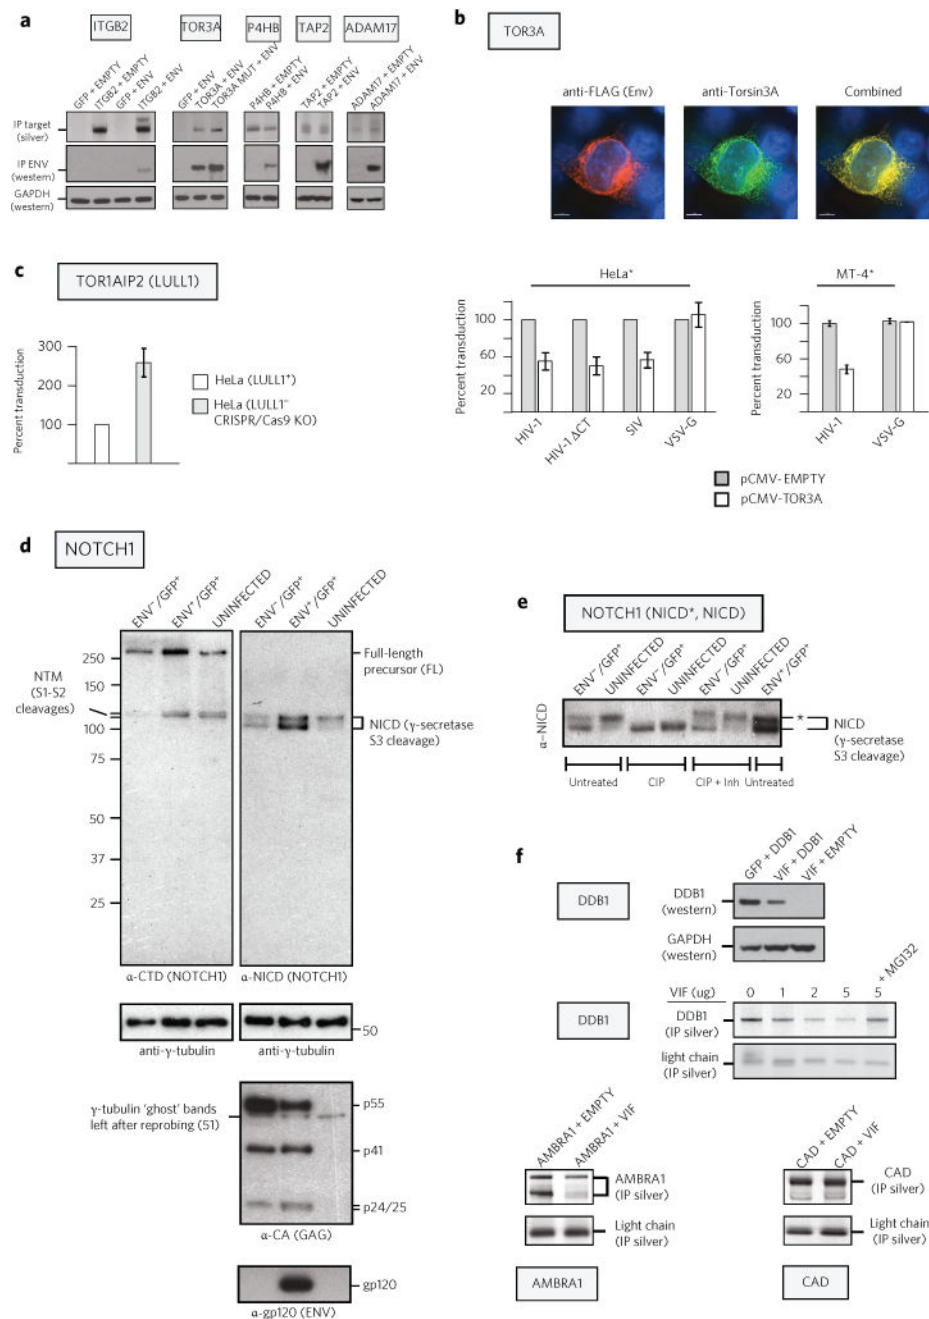 a
ITGB2
TOR3A
P4HB
TAP2
ADAM17
GFP + EMPTY
ITGB2 + EMPTY
GFP + ENV
ITGB2 + ENV
GFP + ENV
TOR3A + ENV
TOR3A MUT + ENV
P4HB + EMPTY
P4HB + ENV
TAP2 + EMPTY
TAP2 + ENV
ADAM17 + EMPTY
ADAM17 + ENV
IP target
(silver)
IP ENV
(western)
GAPDH
(western)
b
TOR3A
anti-FLAG (Env)
anti-Torsin3A
Combined
HeLa*
MT-4*
Percent transduction
100
60
20
HIV-1
HIV-1 ΔCT
SIV
VSV-G
Percent transduction
100
60
20
HIV-1
VSV-G
pCMV-EMPTY
pCMV-TOR3A
c
TOR1AIP2 (LULL1)
Percent transduction
300
200
100
HeLa (LULL1⁺)
HeLa (LULL1⁻
CRISPR/Cas9 KO)
d
NOTCH1
ENV⁻/GFP⁺
ENV⁺/GFP⁺
UNINFECTED
ENV⁻/GFP⁺
ENV⁺/GFP⁺
UNINFECTED
250
150
100
75
50
37
25
NTM
(S1-S2
cleavages)
Full-length
precursor (FL)
NICD
(γ-secretase
S3 cleavage)
α-CTD (NOTCH1)
α-NICD (NOTCH1)
50
anti-γ-tubulin
anti-γ-tubulin
γ-tubulin 'ghost' bands
left after reprobing (51)
p55
p41
p24/25
α-CA (GAG)
gp120
α-gp120 (ENV)
e
NOTCH1 (NICD*, NICD)
ENV⁻/GFP⁺
UNINFECTED
ENV⁻/GFP⁺
UNINFECTED
ENV⁻/GFP⁺
UNINFECTED
ENV⁺/GFP⁺
α-NICD
*
NICD
(γ-secretase
S3 cleavage)
Untreated
CIP
CIP + Inh
Untreated
f
GFP + DDB1
VIF + DDB1
VIF + EMPTY
DDB1
DDB1
(western)
GAPDH
(western)
+ MG132
VIF (ug)
0
1
2
5
5
DDB1
DDB1
(IP silver)
light chain
(IP silver)
AMBRA1 + EMPTY
AMBRA1 + VIF
AMBRA1
(IP silver)
Light chain
(IP silver)
AMBRA1
CAD + EMPTY
CAD + VIF
CAD
(IP silver)
Light chain
(IP silver)
CAD